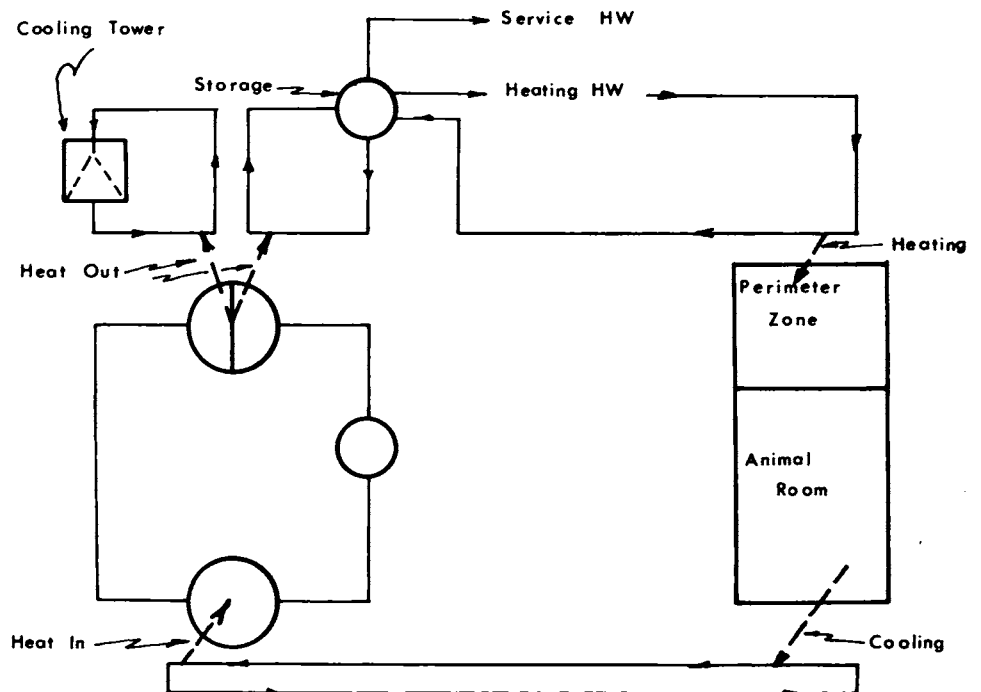 Service HW
Cooling Tower
Storage
Heating HW
Heating
Heat Out
Perimeter
Zone
Animal
Room
Heat In
Cooling